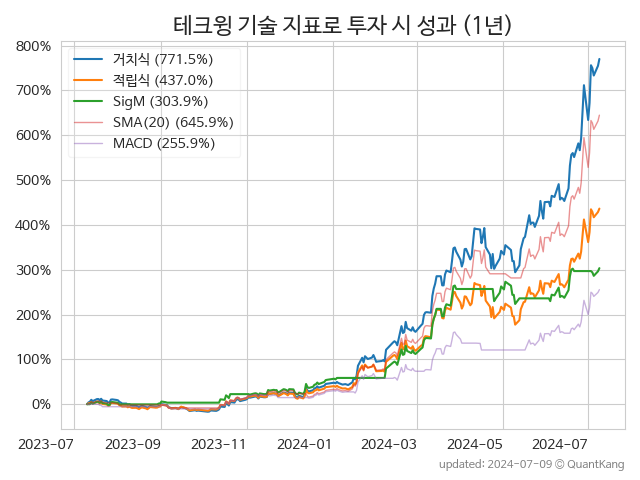 테크윙 기술 지표로 투자 시 성과 (1년)
800%
700%
600%
500%
400%
300%
200%
100%
0%
거치식 (771.5%)
적립식 (437.0%)
SigM (303.9%)
SMA(20) (645.9%)
MACD (255.9%)
2023-07 2023-09 2023-11 2024-01 2024-03 2024-05 2024-07
updated: 2024-07-09 ⓒ QuantKang